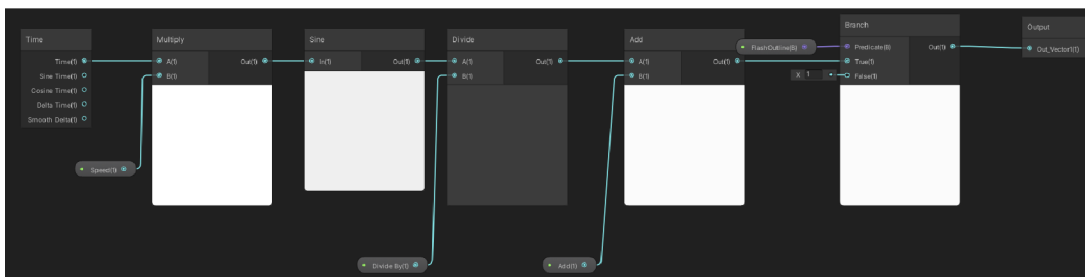 Time
Time(1)
Sine Time(1)
Cosine Time(1)
Delta Time(1)
Smooth Delta(1)
Speed(1)
Multiply
A(1) Out(1)
B(1)
Sine
In(1) Out(1)
Divide
A(1) Out(1)
B(1)
Divide By(1)
Add
A(1) Out(1)
B(1)
Add(1)
FlashOutline(B)
X 1
Branch
Predicate(B) Out(1)
True(1)
False(1)
Output
Out_Vector1(1)